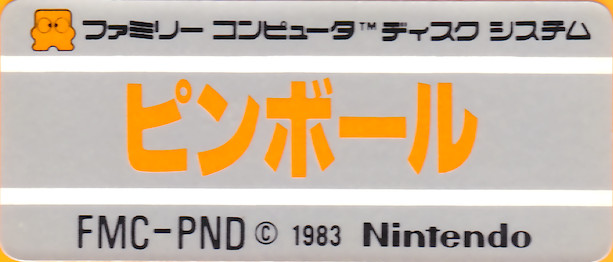 ファミリー コンピュータ™ ディスク システム
ピンボール
FMC-PND © 1983 Nintendo